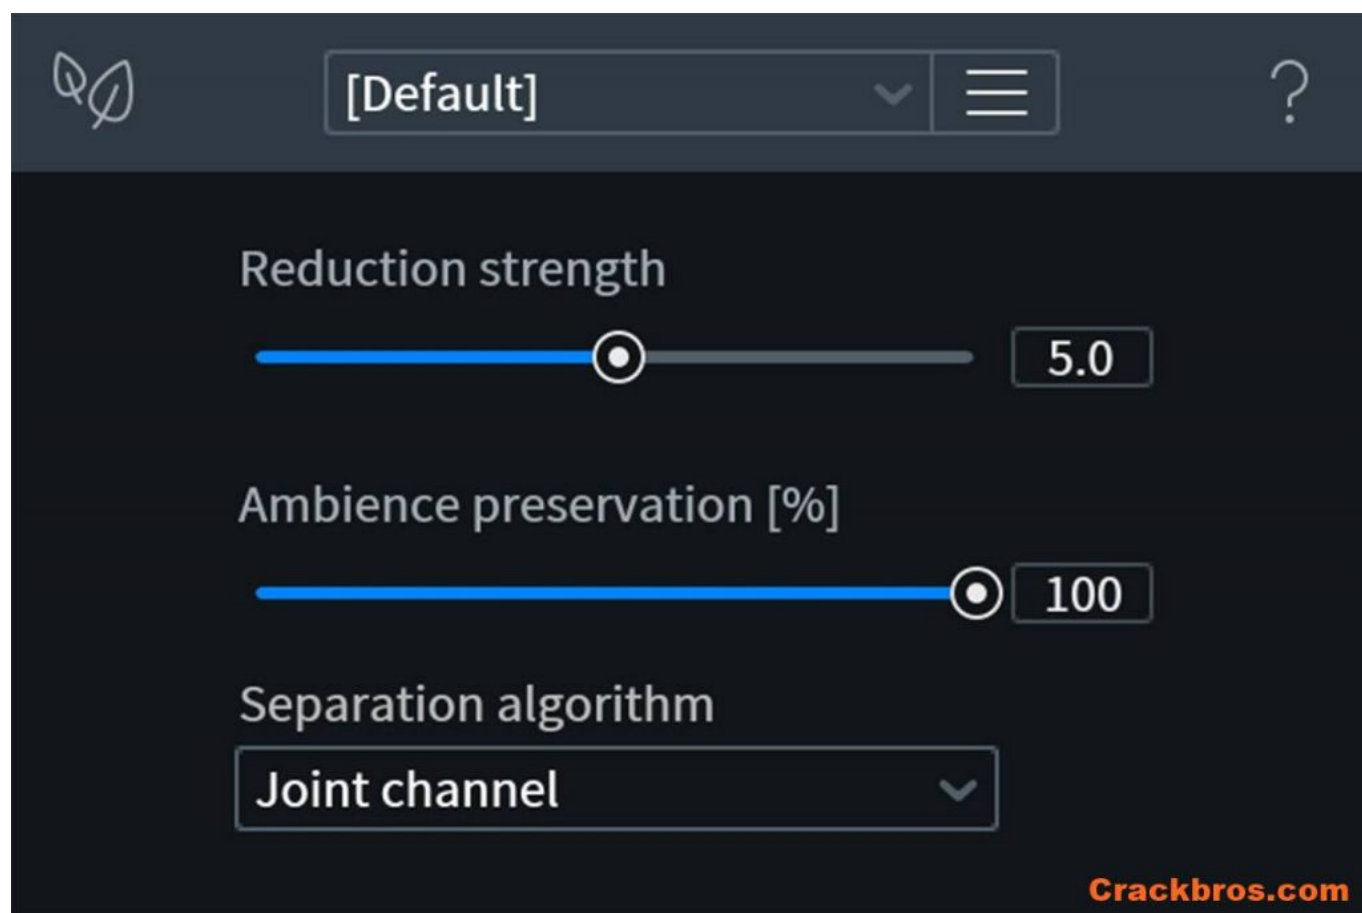 [Default]
?
Reduction strength
5.0
Ambience preservation [%]
100
Separation algorithm
Joint channel
Crackbros.com